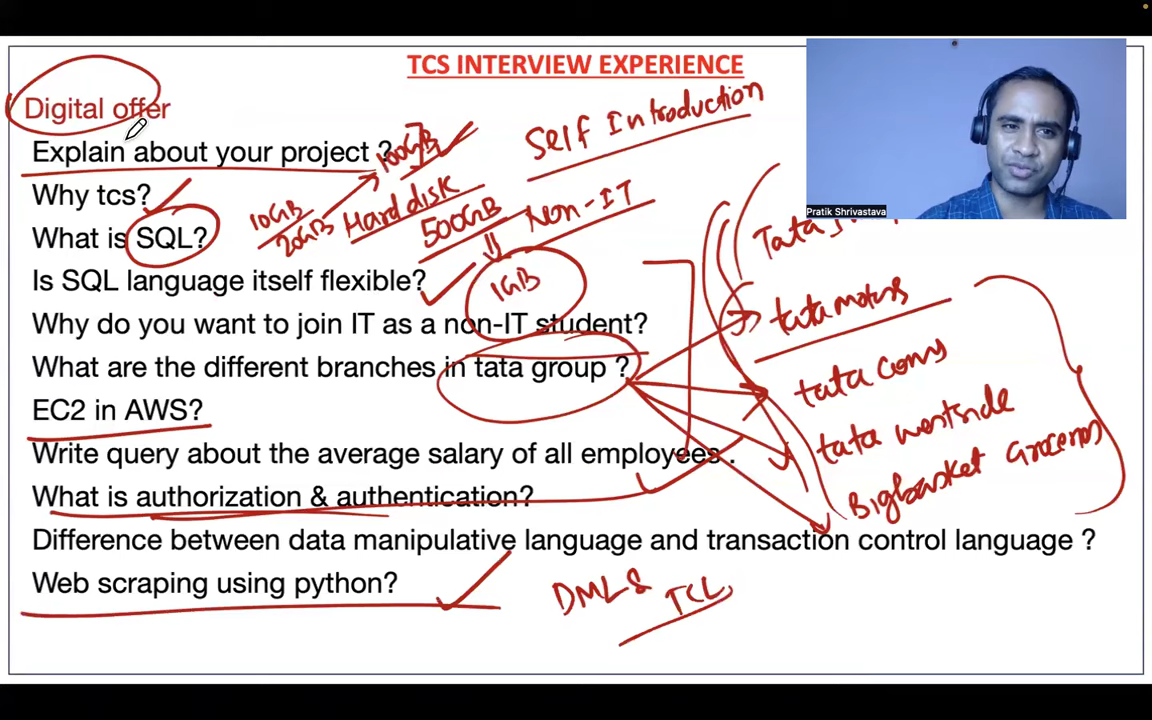 TCS INTERVIEW EXPERIENCE
Digital offer
Self Introduction
Explain about your project ?
100GB
Why tcs?
10GB
20GB
Hard disk
500GB
Non-IT
Pratik Shrivastava
What is SQL?
Tata
Is SQL language itself flexible?
1GB
tata motors
Why do you want to join IT as a non-IT student?
What are the different branches in tata group ?
tata coms
EC2 in AWS?
tata westside
Write query about the average salary of all employees .
Bigbasket
What is authorization & authentication?
Difference between data manipulative language and transaction control language ?
Web scraping using python?
DML &
TCL